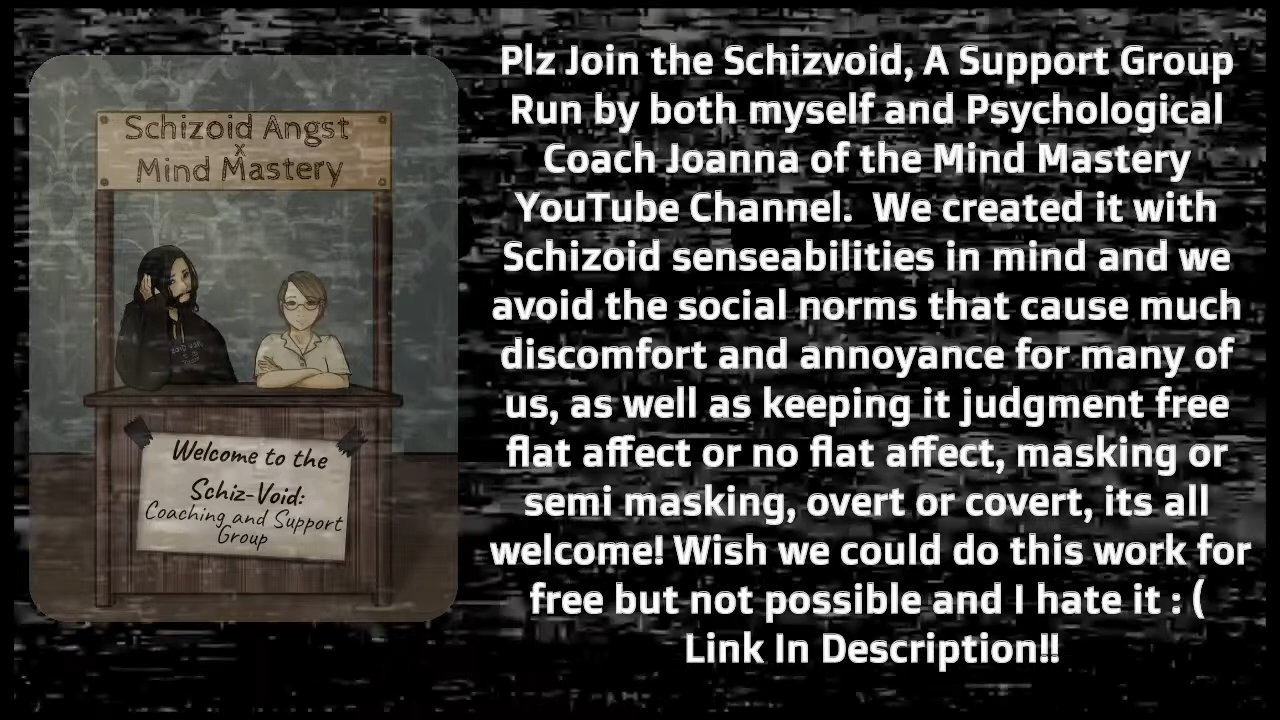 Schizoid Angst
x
Mind Mastery
Welcome to the
Schiz-Void:
Coaching and Support
Group
Plz Join the Schizvoid, A Support Group
Run by both myself and Psychological
Coach Joanna of the Mind Mastery
YouTube Channel.  We created it with
Schizoid senseabilities in mind and we
avoid the social norms that cause much
discomfort and annoyance for many of
us, as well as keeping it judgment free
flat affect or no flat affect, masking or
semi masking, overt or covert, its all
welcome! Wish we could do this work for
free but not possible and I hate it : (
Link In Description!!